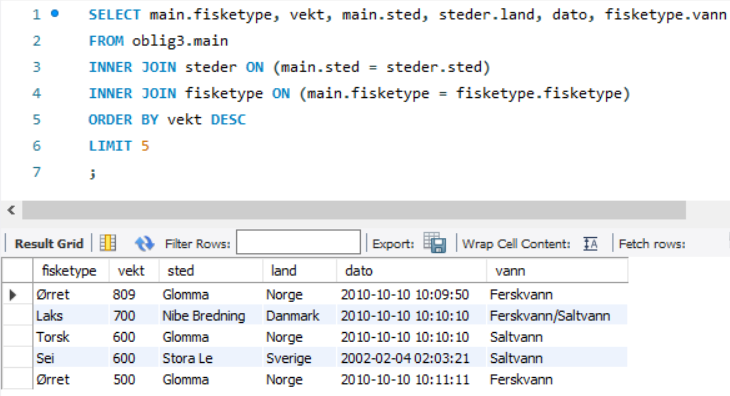 1 SELECT main.fisketype, vekt, main.sted, steder.land, dato, fisketype.vann
2 FROM oblig3.main
3 INNER JOIN steder ON (main.sted = steder.sted)
4 INNER JOIN fisketype ON (main.fisketype = fisketype.fisketype)
5 ORDER BY vekt DESC
6 LIMIT 5
7 ;
Result Grid Filter Rows: Export: Wrap Cell Content: IA Fetch rows:
fisketype vekt sted land dato vann
Ørret 809 Glomma Norge 2010-10-10 10:09:50 Ferskvann
Laks 700 Nibe Bredning Danmark 2010-10-10 10:10:10 Ferskvann/Saltvann
Torsk 600 Glomma Norge 2010-10-10 10:10:10 Saltvann
Sei 600 Stora Le Sverige 2002-02-04 02:03:21 Saltvann
Ørret 500 Glomma Norge 2010-10-10 10:11:11 Ferskvann